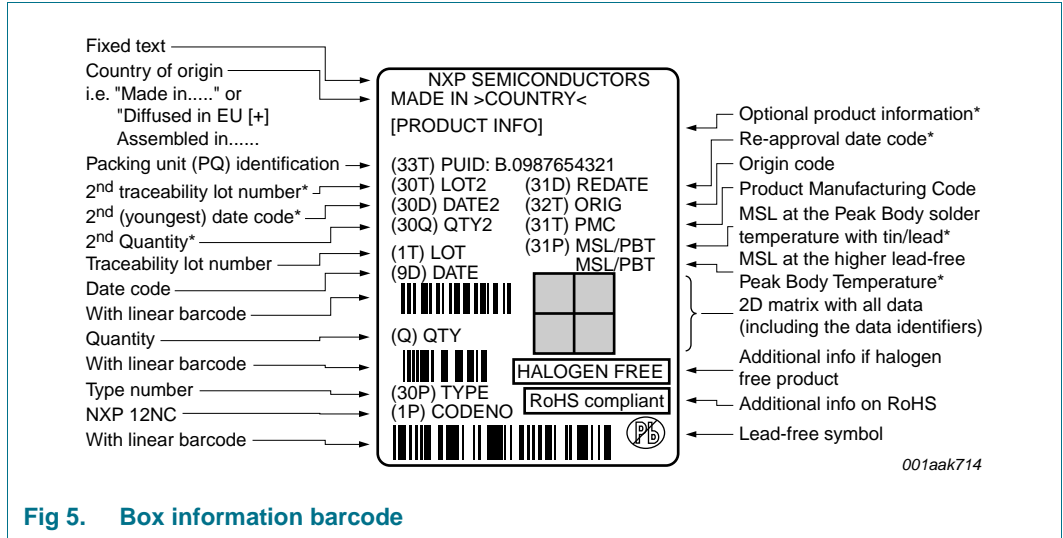 Fixed text
Country of origin
i.e. "Made in....." or
"Diffused in EU [+]
Assembled in......
Packing unit (PQ) identification
2nd traceability lot number*
2nd (youngest) date code*
2nd Quantity*
Traceability lot number
Date code
With linear barcode
Quantity
With linear barcode
Type number
NXP 12NC
With linear barcode
NXP SEMICONDUCTORS
MADE IN >COUNTRY<
[PRODUCT INFO]
(33T) PUID: B.0987654321
(30T) LOT2 (31D) REDATE
(30D) DATE2 (32T) ORIG
(30Q) QTY2 (31T) PMC
(31P) MSL/PBT
(1T) LOT MSL/PBT
(9D) DATE
(Q) QTY
HALOGEN FREE
(30P) TYPE
RoHS compliant
(1P) CODENO
Pb
Optional product information*
Re-approval date code*
Origin code
Product Manufacturing Code
MSL at the Peak Body solder
temperature with tin/lead*
MSL at the higher lead-free
Peak Body Temperature*
2D matrix with all data
(including the data identifiers)
Additional info if halogen
free product
Additional info on RoHS
Lead-free symbol
001aak714
Fig 5. Box information barcode